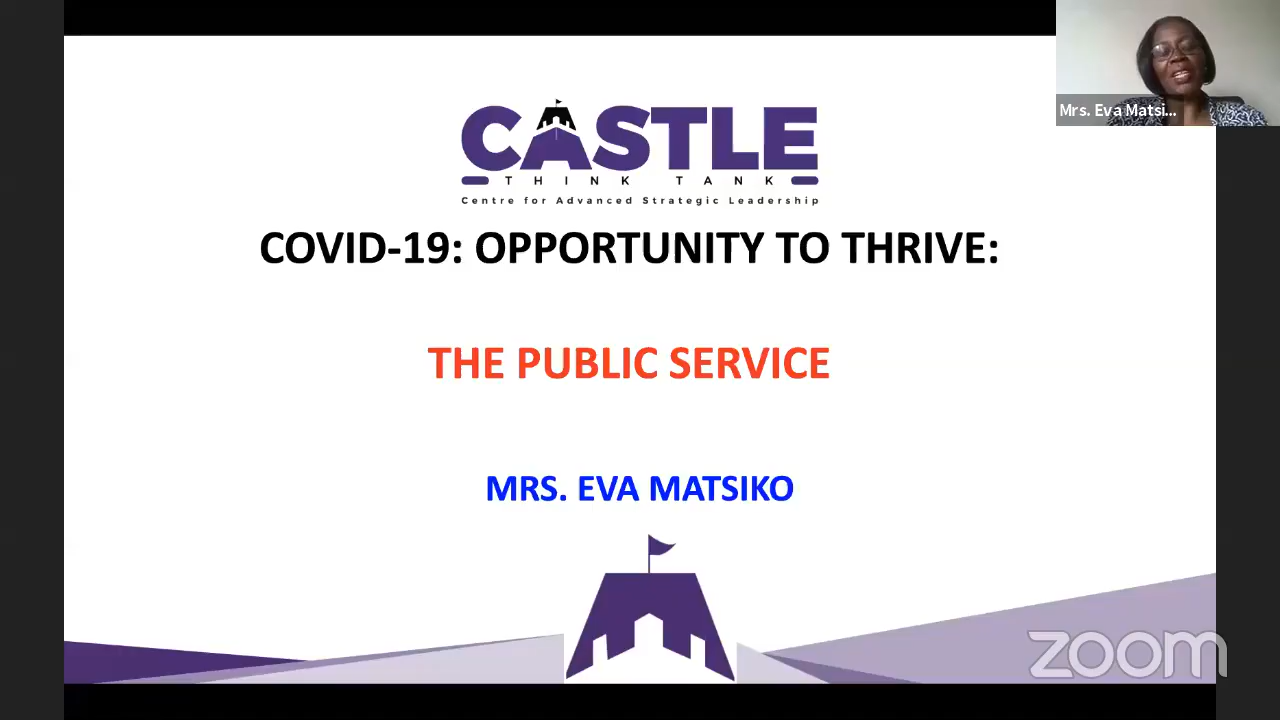 CASTLE
THINK TANK
Centre for Advanced Strategic Leadership
COVID-19: OPPORTUNITY TO THRIVE:
THE PUBLIC SERVICE
MRS. EVA MATSIKO
Mrs. Eva Matsi...
zoom